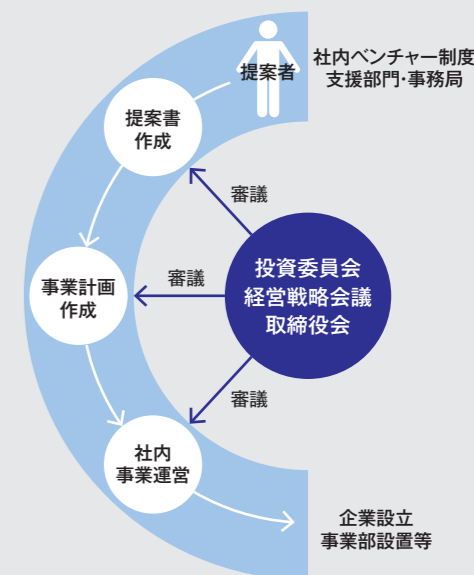 提案者
社内ベンチャー制度
支援部門・事務局
提案書
作成
審議
事業計画
作成
審議
投資委員会
経営戦略会議
取締役会
審議
社内
事業運営
企業設立
事業部設置等